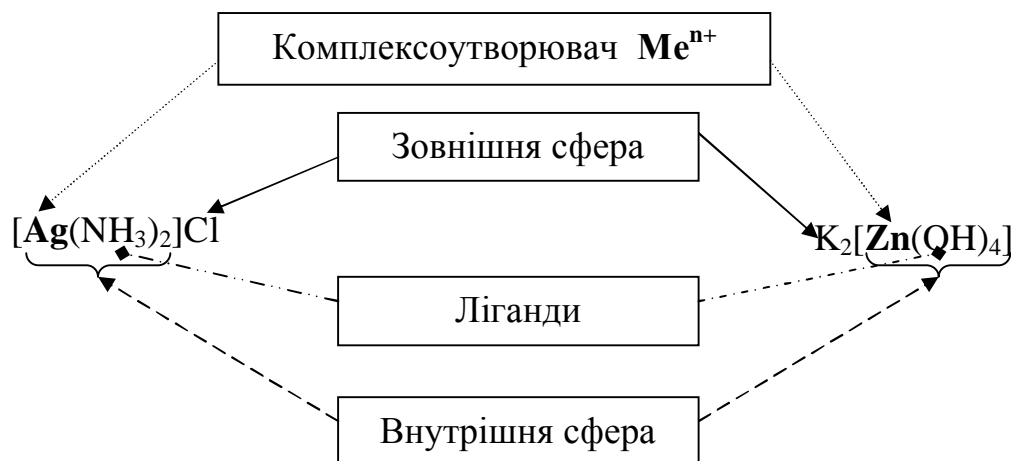 Комплексоутворювач Meⁿ⁺
Зовнішня сфера
[Ag(NH₃)₂]Cl
K₂[Zn(OH)₄]
Ліганди
Внутрішня сфера